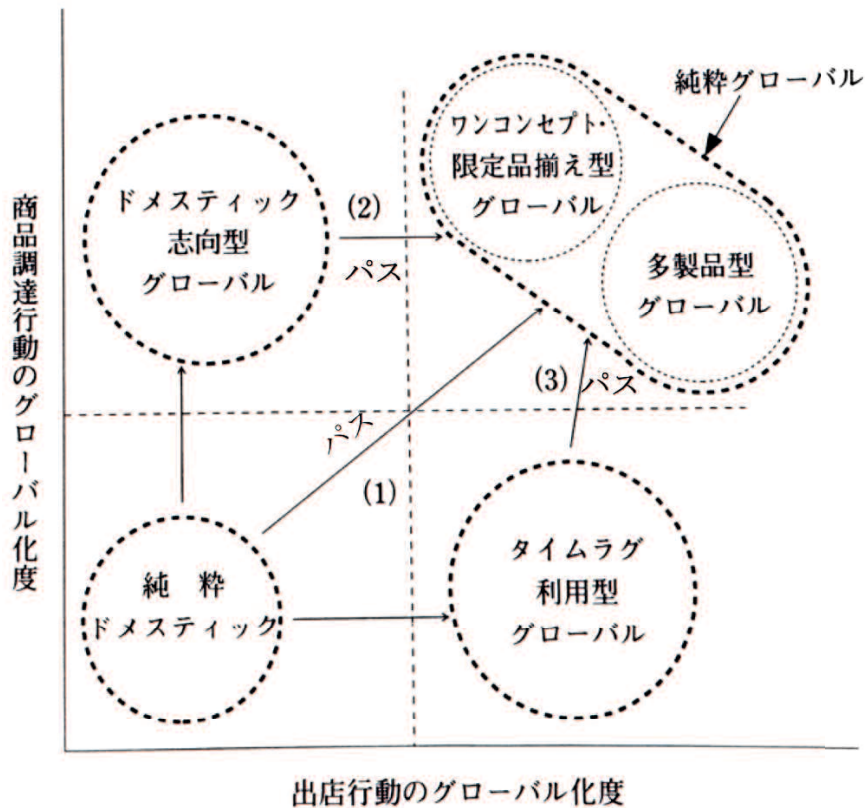 商品調達行動のグローバル化度
純粋グローバル
ワンコンセプト・
限定品揃え型
グローバル
ドメスティック
志向型
グローバル
(2)
パス
多製品型
グローバル
(3) パス
パス
(1)
純 粋
ドメスティック
タイムラグ
利用型
グローバル
出店行動のグローバル化度